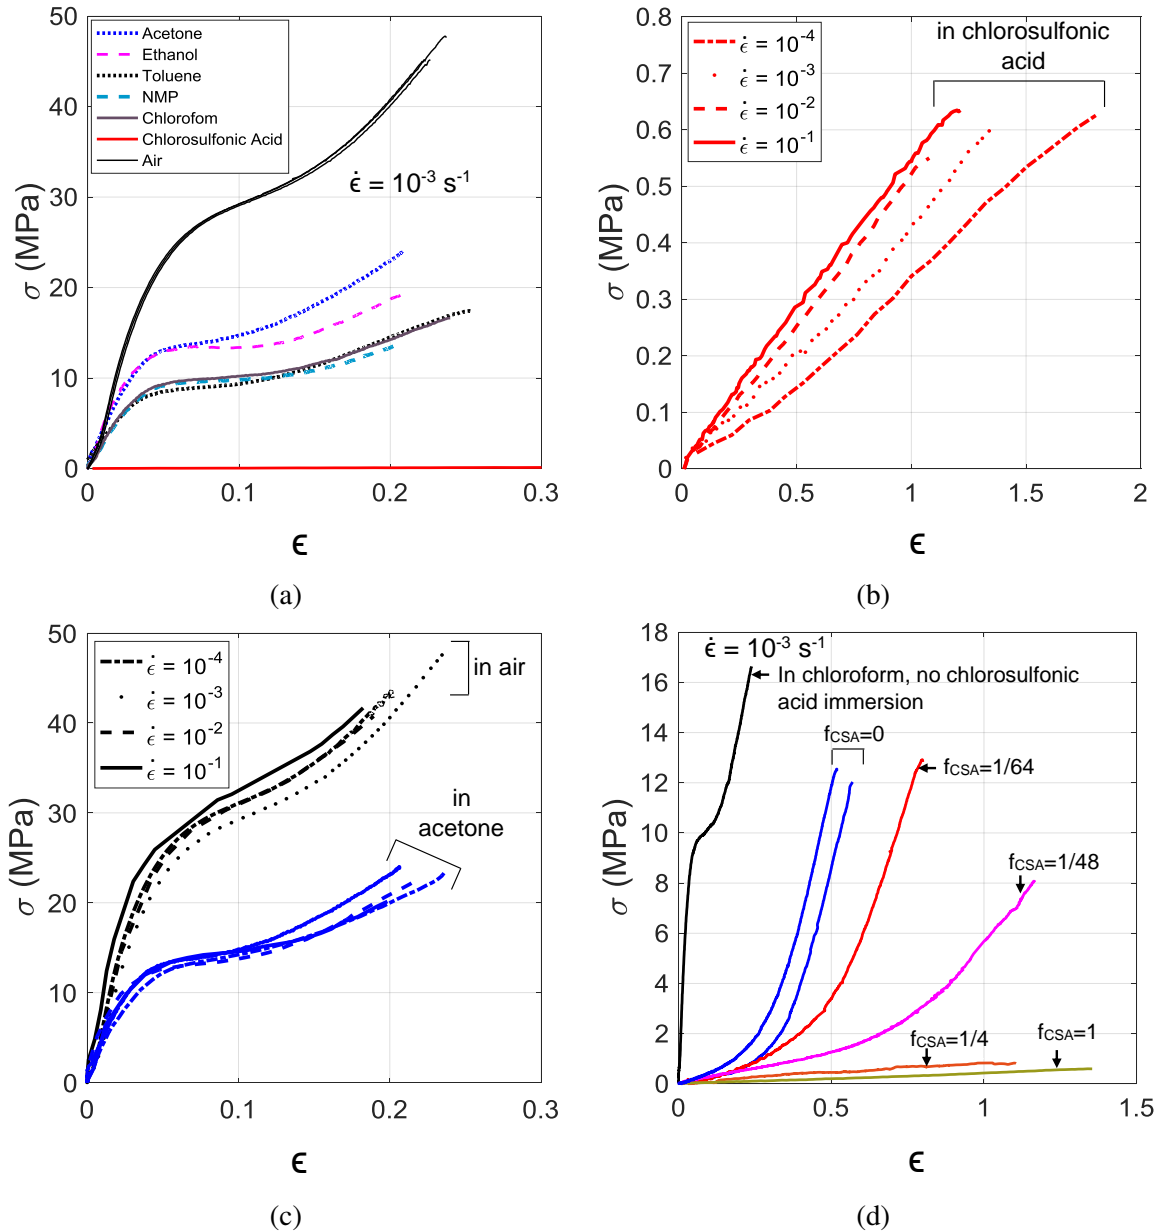 50
40
30
20
10
0
σ (MPa)
Acetone
Ethanol
Toluene
NMP
Chlorofom
Chlorosulfonic Acid
Air
ϵ̇ = 10⁻³ s⁻¹
0 0.1 0.2 0.3
ϵ
(a)
0.8
0.7
0.6
0.5
0.4
0.3
0.2
0.1
0
σ (MPa)
ϵ̇ = 10⁻⁴
ϵ̇ = 10⁻³
ϵ̇ = 10⁻²
ϵ̇ = 10⁻¹
in chlorosulfonic
acid
0 0.5 1 1.5 2
ϵ
(b)
50
40
30
20
10
0
σ (MPa)
ϵ̇ = 10⁻⁴
ϵ̇ = 10⁻³
ϵ̇ = 10⁻²
ϵ̇ = 10⁻¹
in air
in
acetone
0 0.1 0.2 0.3
ϵ
(c)
18
16
14
12
10
8
6
4
2
0
σ (MPa)
ϵ̇ = 10⁻³ s⁻¹
In chloroform, no chlorosulfonic
acid immersion
f_CSA=0
f_CSA=1/64
f_CSA=1/48
f_CSA=1/4
f_CSA=1
0 0.5 1 1.5
ϵ
(d)